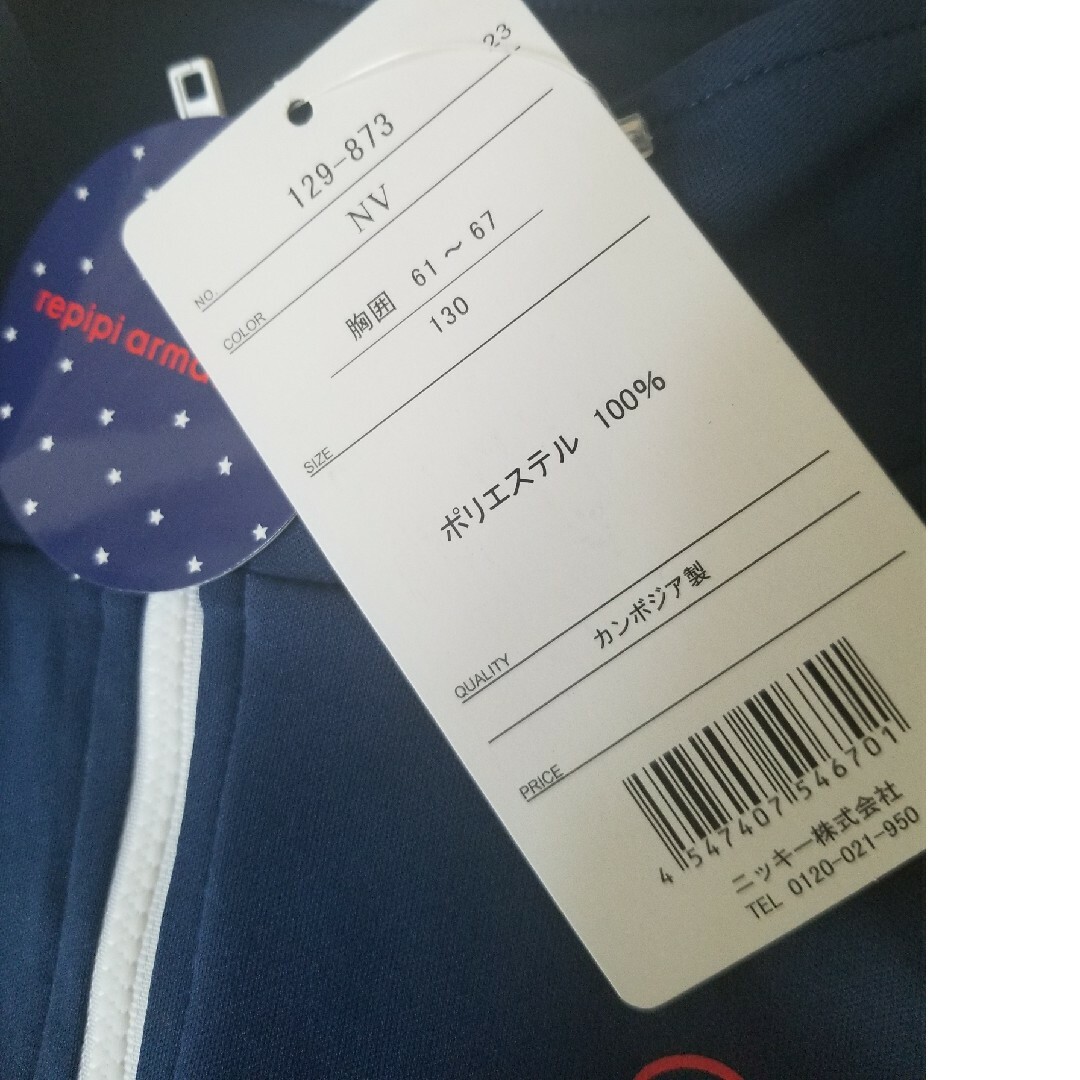 23
NO. 129-873
COLOR NV
胸囲 61～67
SIZE 130
ポリエステル 100%
QUALITY
カンボジア製
PRICE
4 547407 546701
ニッキー株式会社
TEL 0120-021-950
repipi arma